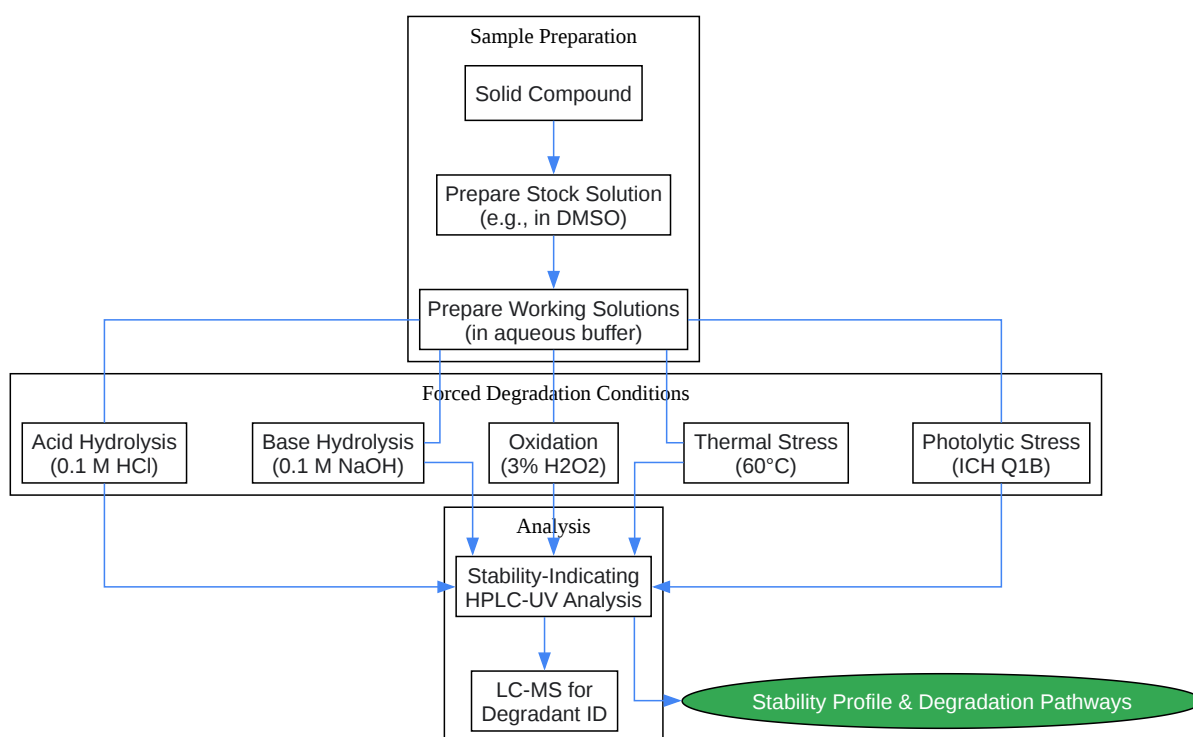 Sample Preparation
Solid Compound
Prepare Stock Solution
(e.g., in DMSO)
Prepare Working Solutions
(in aqueous buffer)
Forced Degradation Conditions
Acid Hydrolysis
(0.1 M HCl)
Base Hydrolysis
(0.1 M NaOH)
Oxidation
(3% H2O2)
Thermal Stress
(60°C)
Photolytic Stress
(ICH Q1B)
Analysis
Stability-Indicating
HPLC-UV Analysis
LC-MS for
Degradant ID
Stability Profile & Degradation Pathways